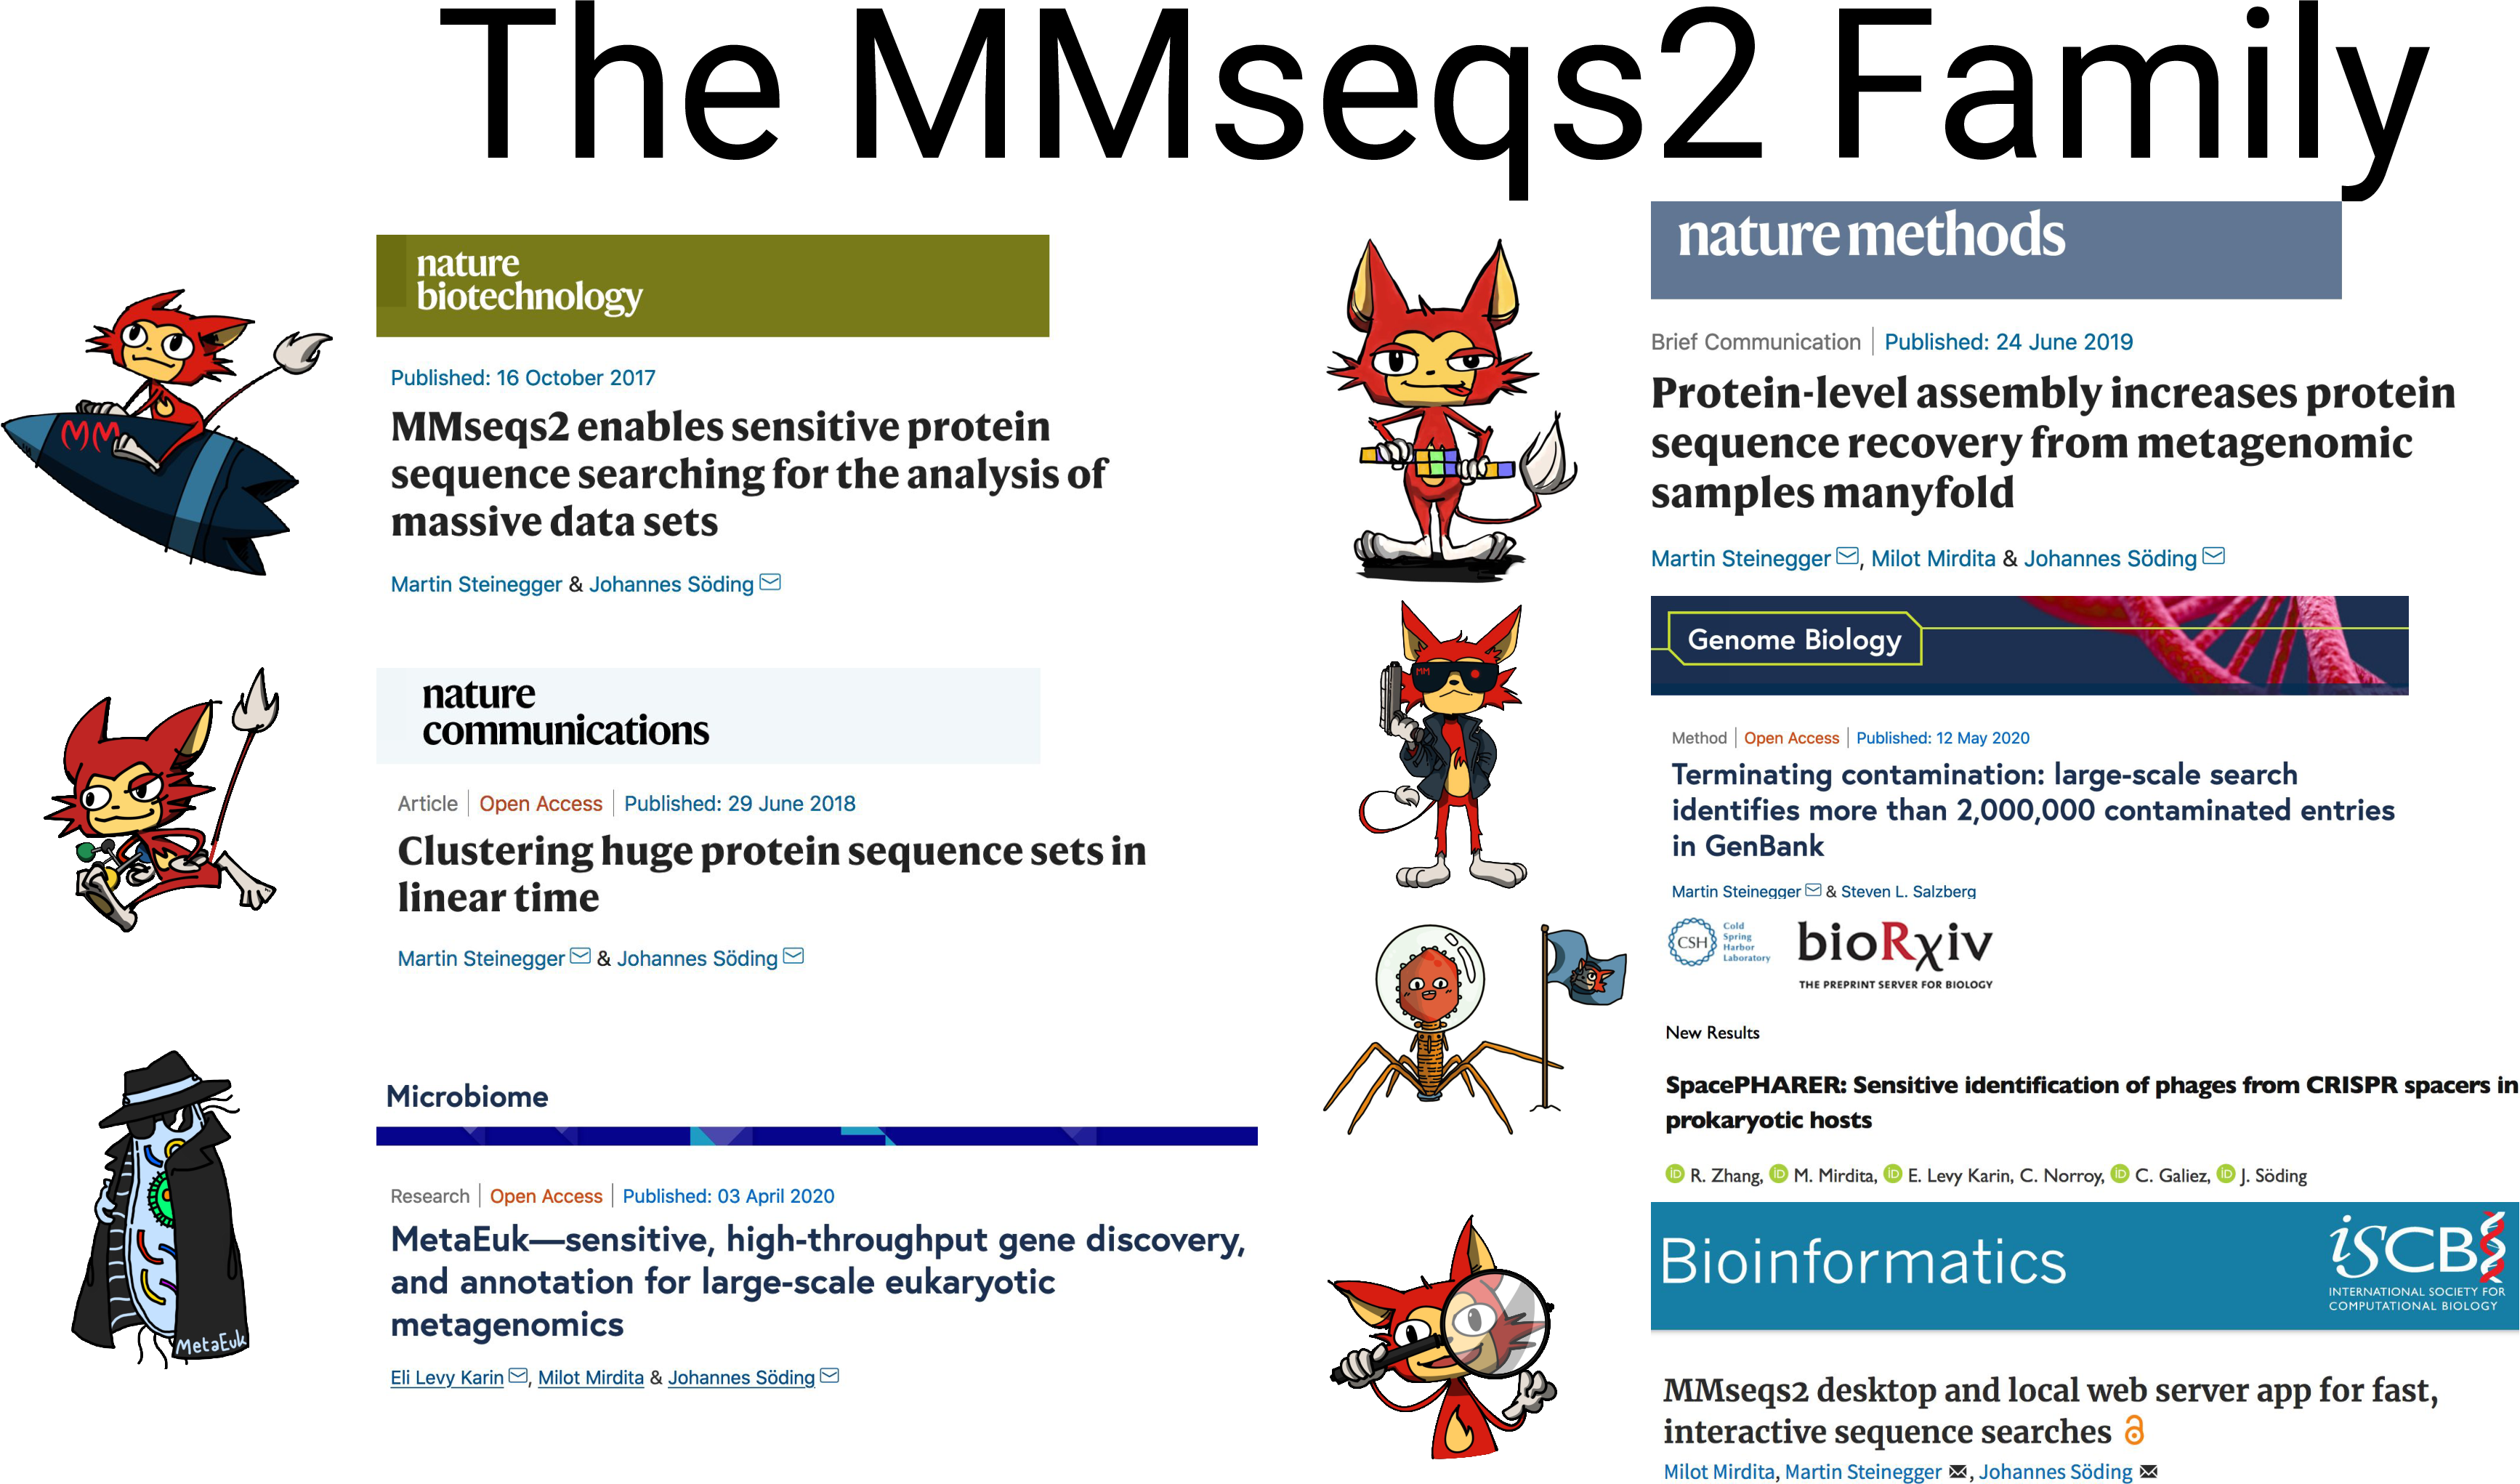 The MMseqs2 Family
MM
nature
biotechnology
Published: 16 October 2017
MMseqs2 enables sensitive protein
sequence searching for the analysis of
massive data sets
Martin Steinegger & Johannes Söding
nature
communications
Article | Open Access | Published: 29 June 2018
Clustering huge protein sequence sets in
linear time
Martin Steinegger & Johannes Söding
MetaEuk
Microbiome
Research | Open Access | Published: 03 April 2020
MetaEuk—sensitive, high-throughput gene discovery,
and annotation for large-scale eukaryotic
metagenomics
Eli Levy Karin, Milot Mirdita & Johannes Söding
nature methods
Brief Communication | Published: 24 June 2019
Protein-level assembly increases protein
sequence recovery from metagenomic
samples manyfold
Martin Steinegger, Milot Mirdita & Johannes Söding
MM
Genome Biology
Method | Open Access | Published: 12 May 2020
Terminating contamination: large-scale search
identifies more than 2,000,000 contaminated entries
in GenBank
Martin Steinegger & Steven L. Salzberg
CSH
Cold
Spring
Harbor
Laboratory
bioRxiv
THE PREPRINT SERVER FOR BIOLOGY
New Results
SpacePHARER: Sensitive identification of phages from CRISPR spacers in
prokaryotic hosts
iD R. Zhang, iD M. Mirdita, iD E. Levy Karin, C. Norroy, iD C. Galiez, iD J. Söding
Bioinformatics
iSCB
INTERNATIONAL SOCIETY FOR
COMPUTATIONAL BIOLOGY
MMseqs2 desktop and local web server app for fast,
interactive sequence searches
Milot Mirdita, Martin Steinegger, Johannes Söding